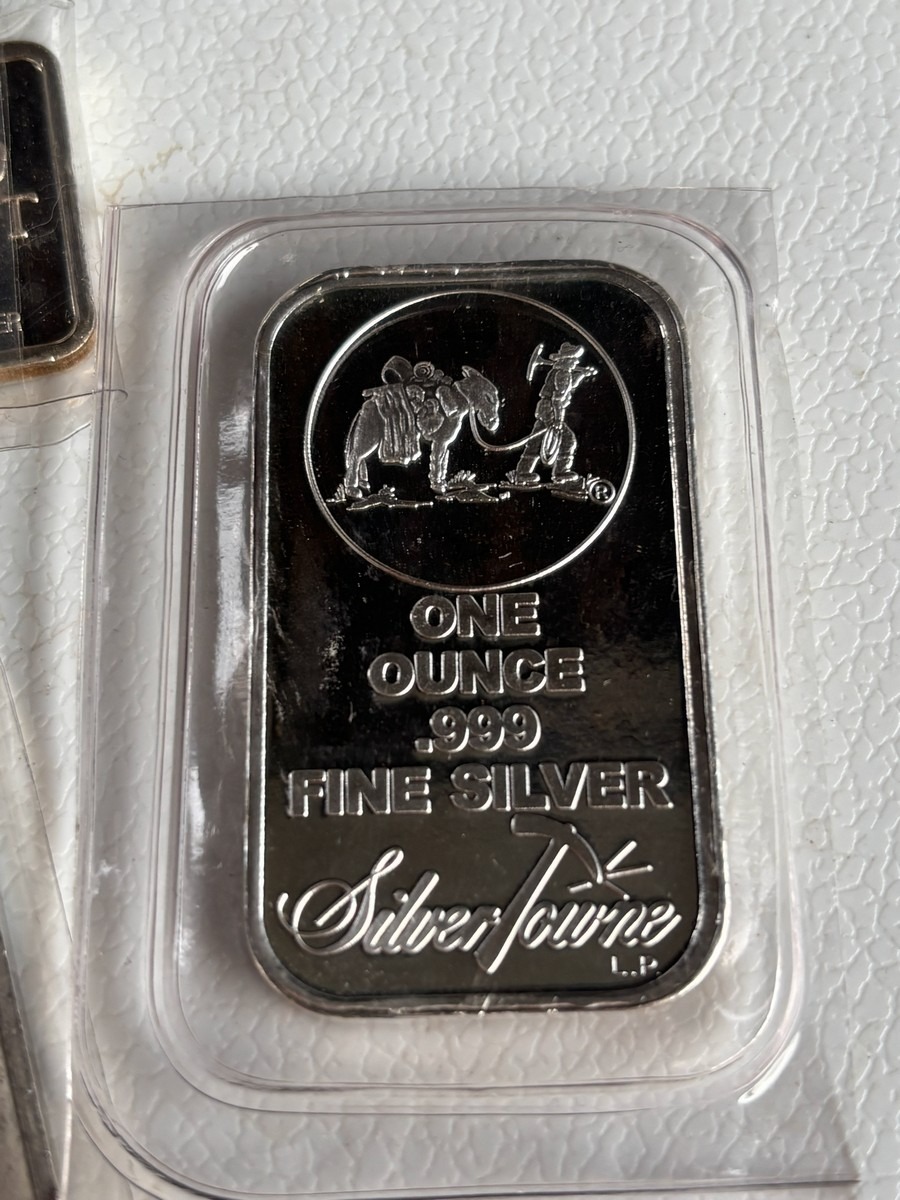 ®
ONE
OUNCE
.999
FINE SILVER
SilverTowne
L.P.